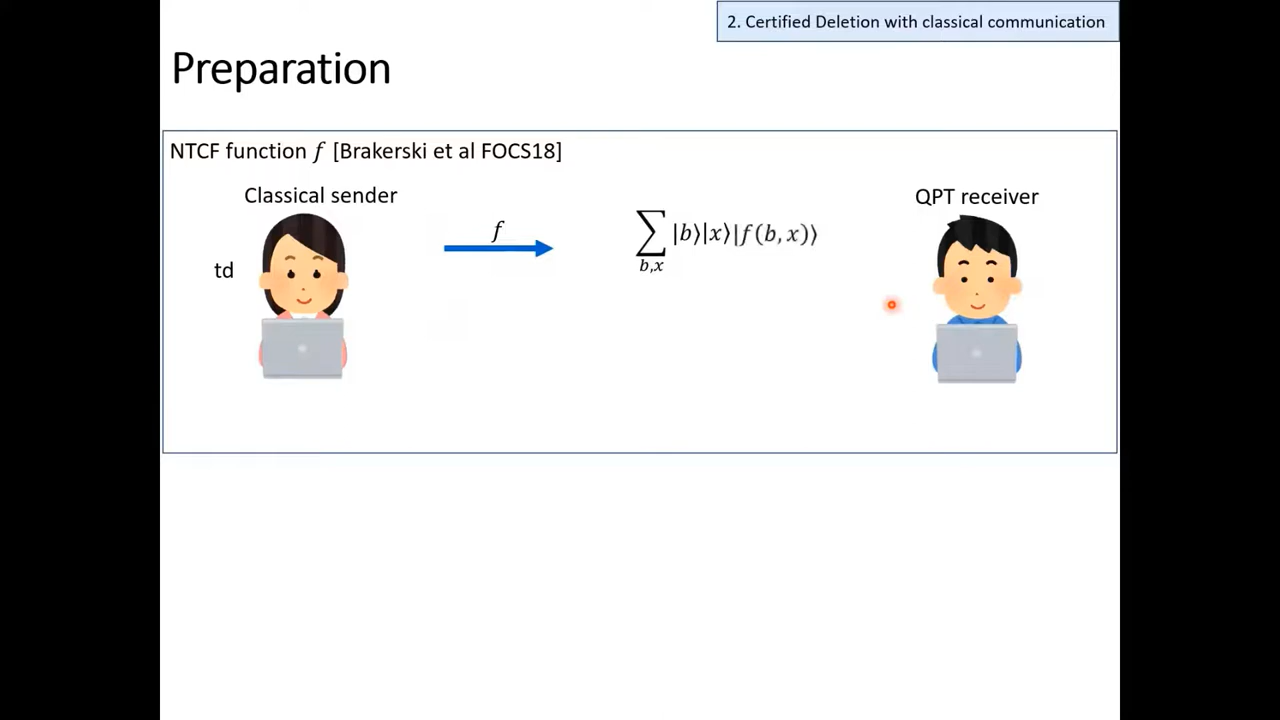 2. Certified Deletion with classical communication
Preparation
NTCF function 𝑓 [Brakerski et al FOCS18]
Classical sender
QPT receiver
𝑓
∑ |𝑏⟩|𝑥⟩|𝑓(𝑏, 𝑥)⟩
𝑏,𝑥
td